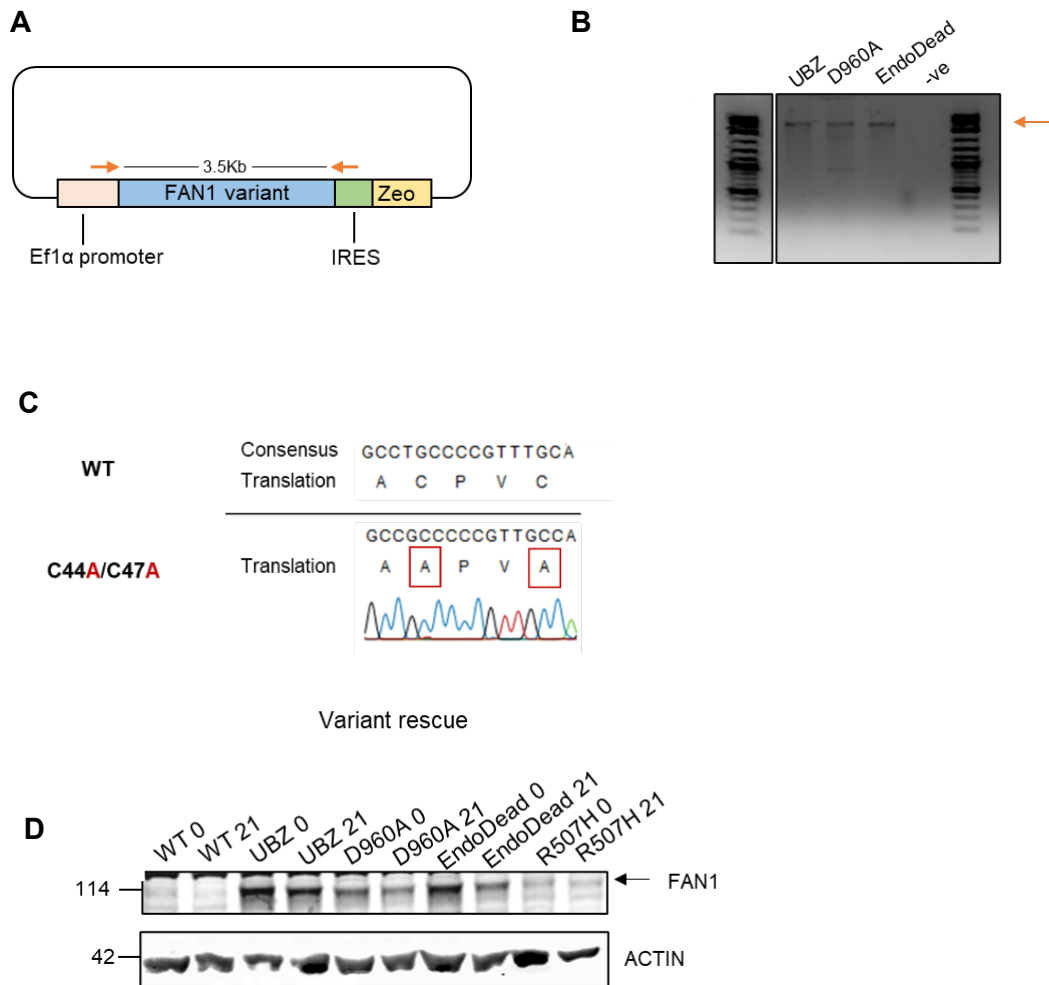 A
3.5Kb
FAN1 variant
Zeo
Ef1α promoter
IRES
B
UBZ
D960A
EndoDead
-ve
C
WT
Consensus GCCTGCCCCGTTTGCA
Translation A C P V C
GCCGCCCCCGTTGCCA
C44A/C47A
Translation A A P V A
Variant rescue
D
WT 0
WT 21
UBZ 0
UBZ 21
D960A 0
D960A 21
EndoDead 0
EndoDead 21
R507H 0
R507H 21
114
FAN1
42
ACTIN